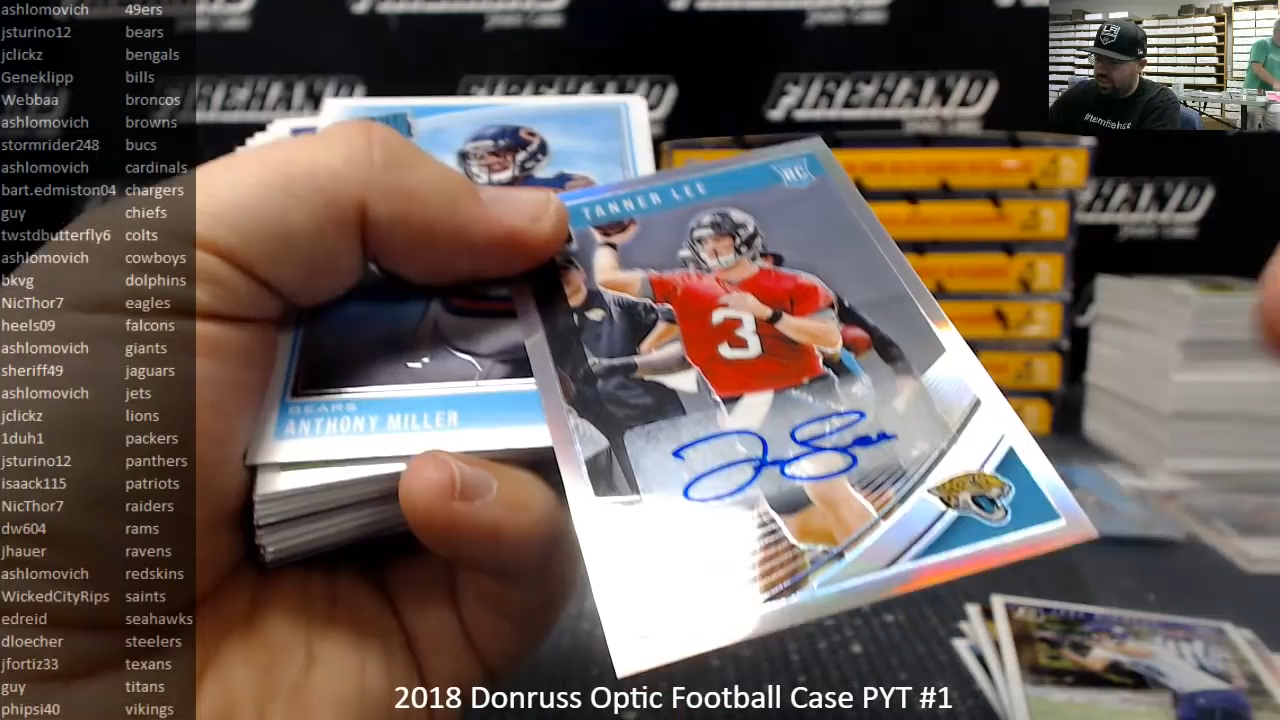 ashlomovich 49ers
jsturino12 bears
jclickz bengals
Geneklipp bills
Webbaa broncos
ashlomovich browns
stormrider248 bucs
ashlomovich cardinals
bart.edmiston04 chargers
guy chiefs
twstdbutterfly6 colts
ashlomovich cowboys
bkvg dolphins
NicThor7 eagles
heels09 falcons
ashlomovich giants
sheriff49 jaguars
ashlomovich jets
jclickz lions
1duh1 packers
jsturino12 panthers
isaack115 patriots
NicThor7 raiders
dw604 rams
jhauer ravens
ashlomovich redskins
WickedCityRips saints
edreid seahawks
dloecher steelers
jfortiz33 texans
guy titans
phipsi40 vikings
FIREHAND
FIREHAND
TANNER LEE
RC
3
BEARS
ANTHONY MILLER
2018 Donruss Optic Football Case PYT #1